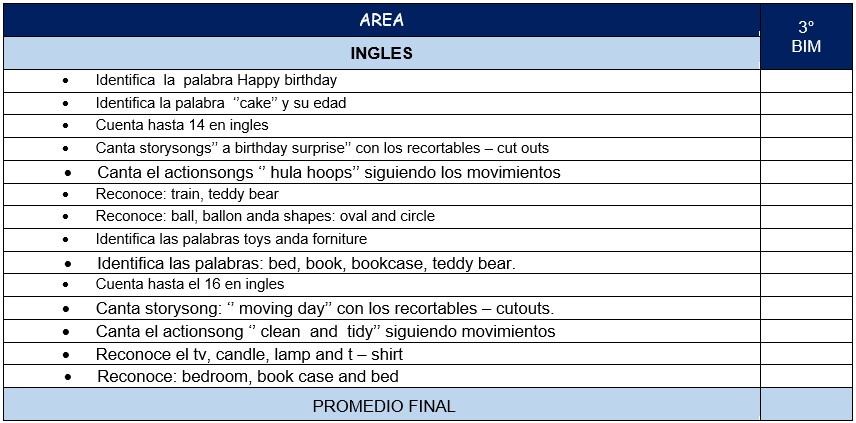 AREA
3° BIM
INGLES
• Identifica la palabra Happy birthday
• Identifica la palabra ‘’cake’’ y su edad
• Cuenta hasta 14 en ingles
• Canta storysongs’’ a birthday surprise’’ con los recortables – cut outs
• Canta el actionsongs ‘’ hula hoops’’ siguiendo los movimientos
• Reconoce: train, teddy bear
• Reconoce: ball, ballon anda shapes: oval and circle
• Identifica las palabras toys anda forniture
• Identifica las palabras: bed, book, bookcase, teddy bear.
• Cuenta hasta el 16 en ingles
• Canta storysong: ‘’ moving day’’ con los recortables – cutouts.
• Canta el actionsong ‘’ clean and tidy’’ siguiendo movimientos
• Reconoce el tv, candle, lamp and t – shirt
• Reconoce: bedroom, book case and bed
PROMEDIO FINAL